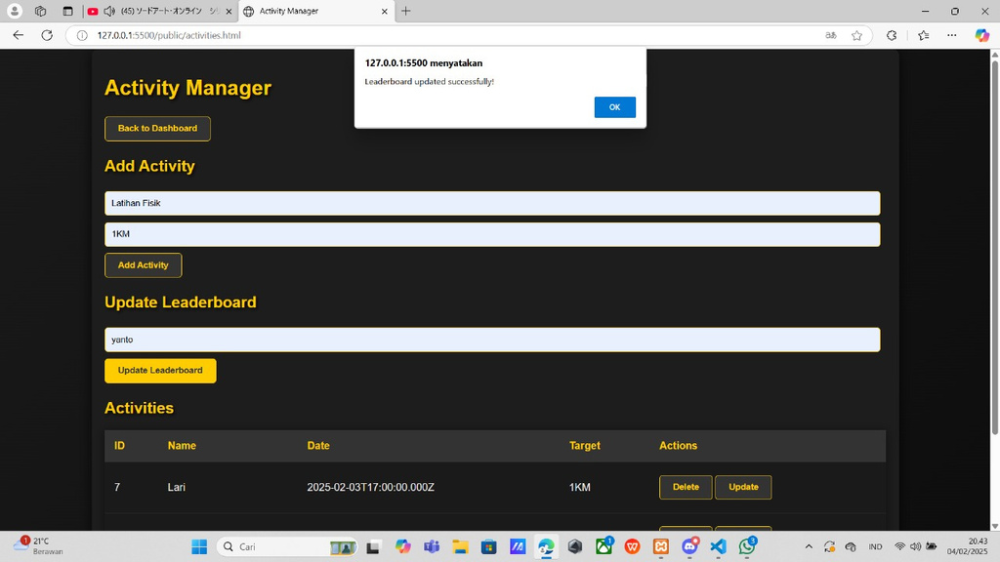 (45) ソードアート・オンライン
Activity Manager
127.0.0.1:5500/public/activities.html
127.0.0.1:5500 menyatakan
Leaderboard updated successfully!
OK
Activity Manager
Back to Dashboard
Add Activity
Latihan Fisik
1KM
Add Activity
Update Leaderboard
yanto
Update Leaderboard
Activities
ID Name Date Target Actions
7 Lari 2025-02-03T17:00:00.000Z 1KM Delete Update
1 21°C
Berawan
Cari
1
3
IND
20.43
04/02/2025